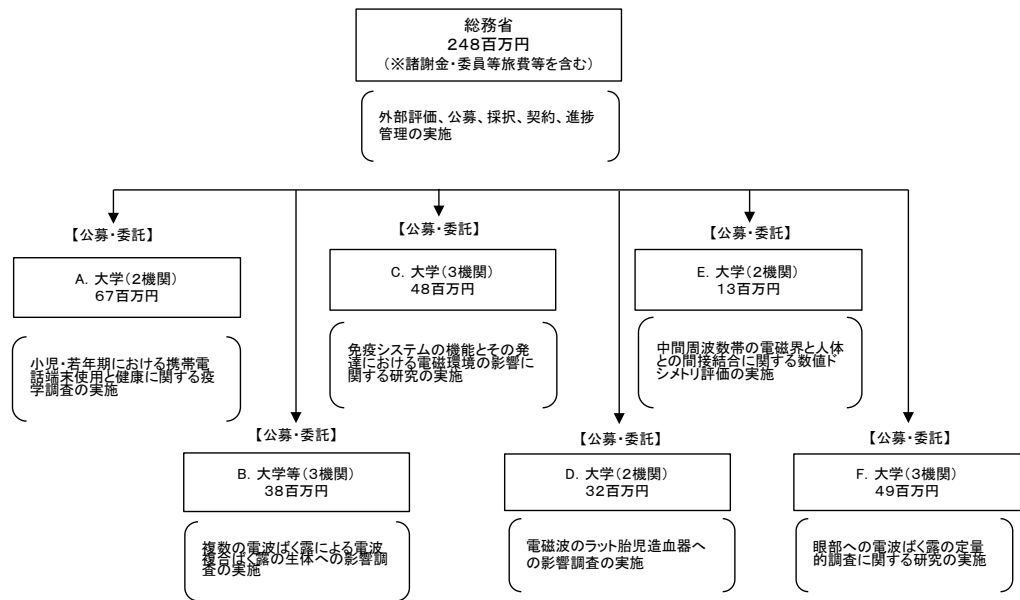 総務省
248百万円
(※諸謝金・委員等旅費等を含む)
外部評価、公募、採択、契約、進捗
管理の実施
【公募・委託】
A. 大学(2機関)
67百万円
小児・若年期における携帯電
話端末使用と健康に関する疫
学調査の実施
【公募・委託】
C. 大学(3機関)
48百万円
免疫システムの機能とその発
達における電磁環境の影響に
関する研究の実施
【公募・委託】
E. 大学(2機関)
13百万円
中間周波数帯の電磁界と人体
との間接結合に関する数値ド
シメトリ評価の実施
【公募・委託】
B. 大学等(3機関)
38百万円
複数の電波ばく露による電波
複合ばく露の生体への影響調
査の実施
【公募・委託】
D. 大学(2機関)
32百万円
電磁波のラット胎児造血器へ
の影響調査の実施
【公募・委託】
F. 大学(3機関)
49百万円
眼部への電波ばく露の定量
的調査に関する研究の実施